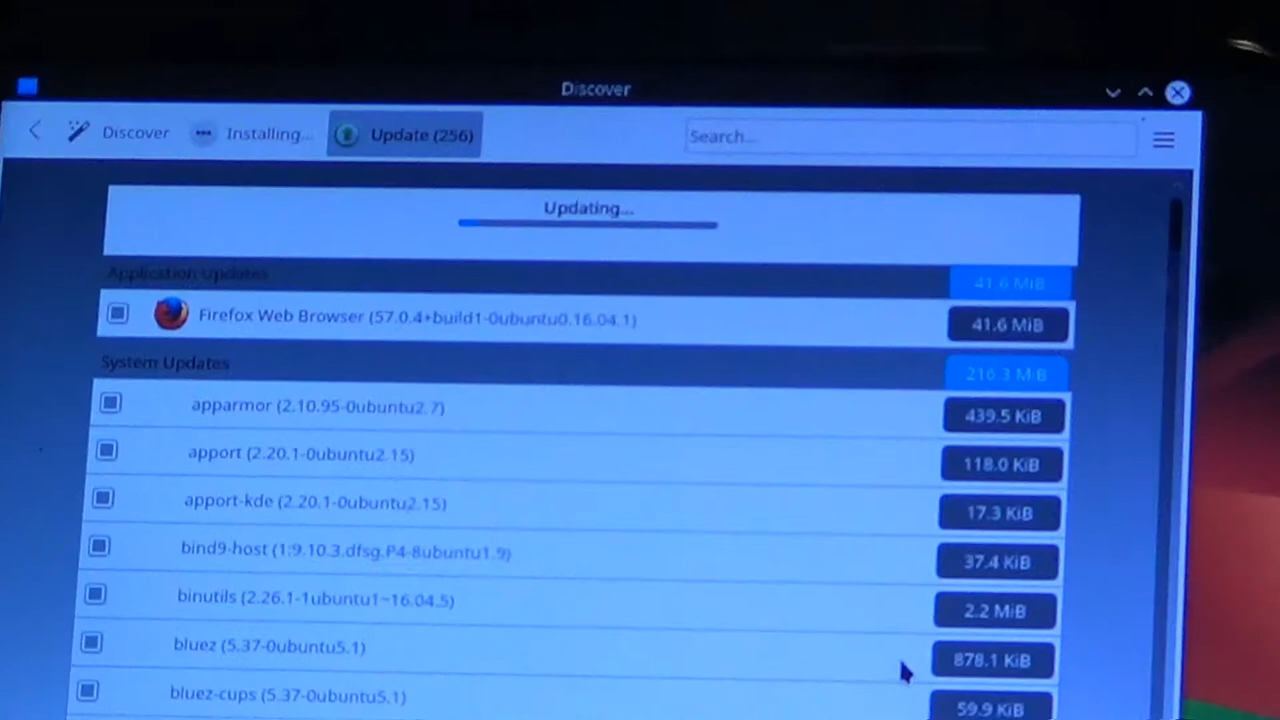 Discover
Discover Installing... Update (256) Search...
Updating...
Application Updates 41.6 MiB
Firefox Web Browser (57.0.4+build1-0ubuntu0.16.04.1) 41.6 MiB
System Updates 216.3 MiB
apparmor (2.10.95-0ubuntu2.7) 439.5 KiB
apport (2.20.1-0ubuntu2.15) 118.0 KiB
apport-kde (2.20.1-0ubuntu2.15) 17.3 KiB
bind9-host (1:9.10.3.dfsg.P4-8ubuntu1.9) 37.4 KiB
binutils (2.26.1-1ubuntu1~16.04.5) 2.2 MiB
bluez (5.37-0ubuntu5.1) 878.1 KiB
bluez-cups (5.37-0ubuntu5.1) 59.9 KiB